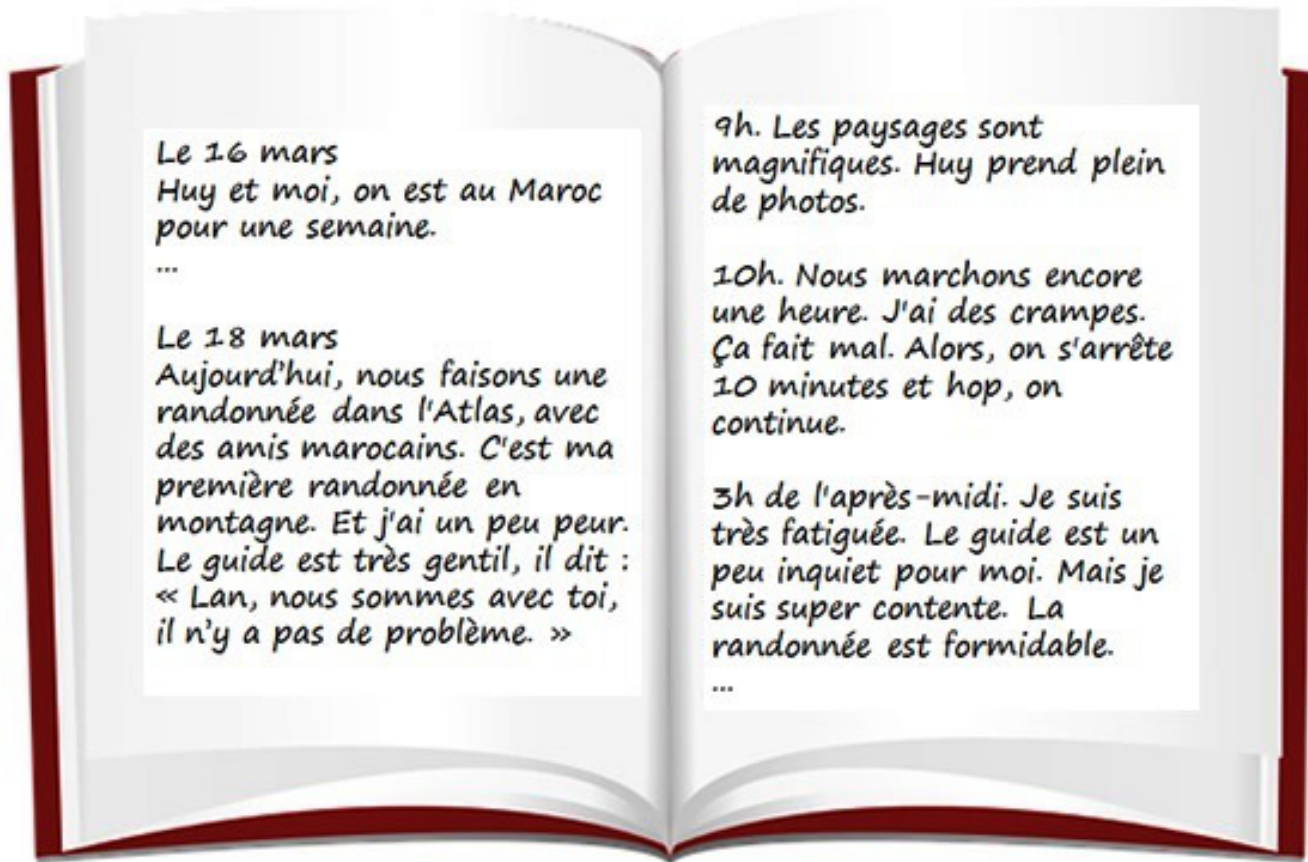 Le 16 mars
Huy et moi, on est au Maroc
pour une semaine.
...
Le 18 mars
Aujourd'hui, nous faisons une
randonnée dans l'Atlas, avec
des amis marocains. C'est ma
première randonnée en
montagne. Et j'ai un peu peur.
Le guide est très gentil, il dit :
« Lan, nous sommes avec toi,
il n'y a pas de problème. »
9h. Les paysages sont
magnifiques. Huy prend plein
de photos.
10h. Nous marchons encore
une heure. J'ai des crampes.
Ça fait mal. Alors, on s'arrête
10 minutes et hop, on
continue.
3h de l'après-midi. Je suis
très fatiguée. Le guide est un
peu inquiet pour moi. Mais je
suis super contente. La
randonnée est formidable.
...